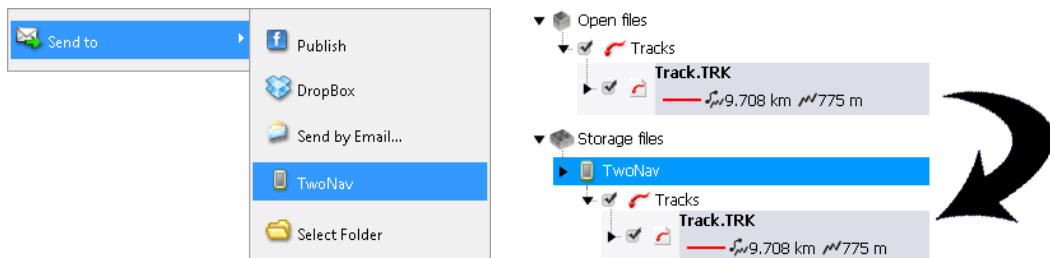 Send to
Publish
DropBox
Send by Email...
TwoNav
Select Folder
Open files
Tracks
Track.TRK
9.708 km 775 m
Storage files
TwoNav
Tracks
Track.TRK
9.708 km 775 m